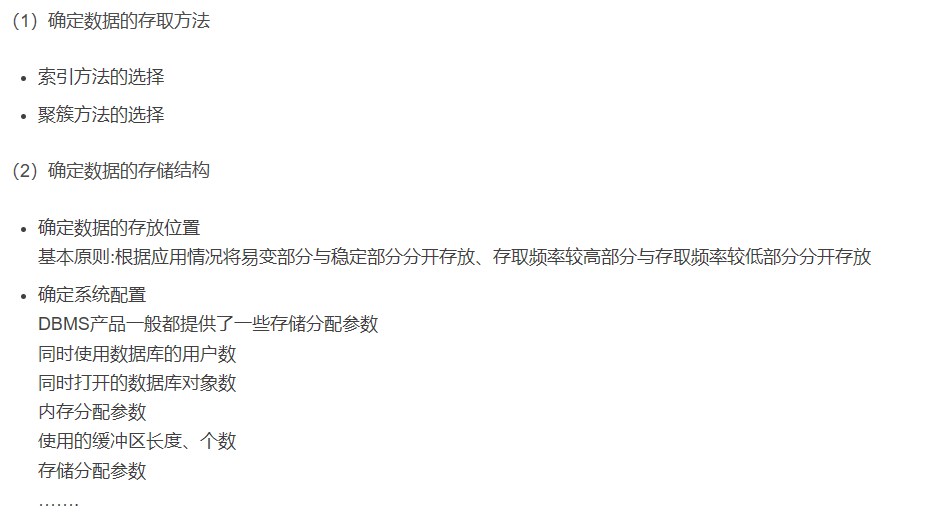 （1）确定数据的存取方法
• 索引方法的选择
• 聚簇方法的选择
（2）确定数据的存储结构
• 确定数据的存放位置
基本原则:根据应用情况将易变部分与稳定部分分开存放、存取频率较高部分与存取频率较低部分分开存放
• 确定系统配置
DBMS产品一般都提供了一些存储分配参数
同时使用数据库的用户数
同时打开的数据库对象数
内存分配参数
使用的缓冲区长度、个数
存储分配参数
…….